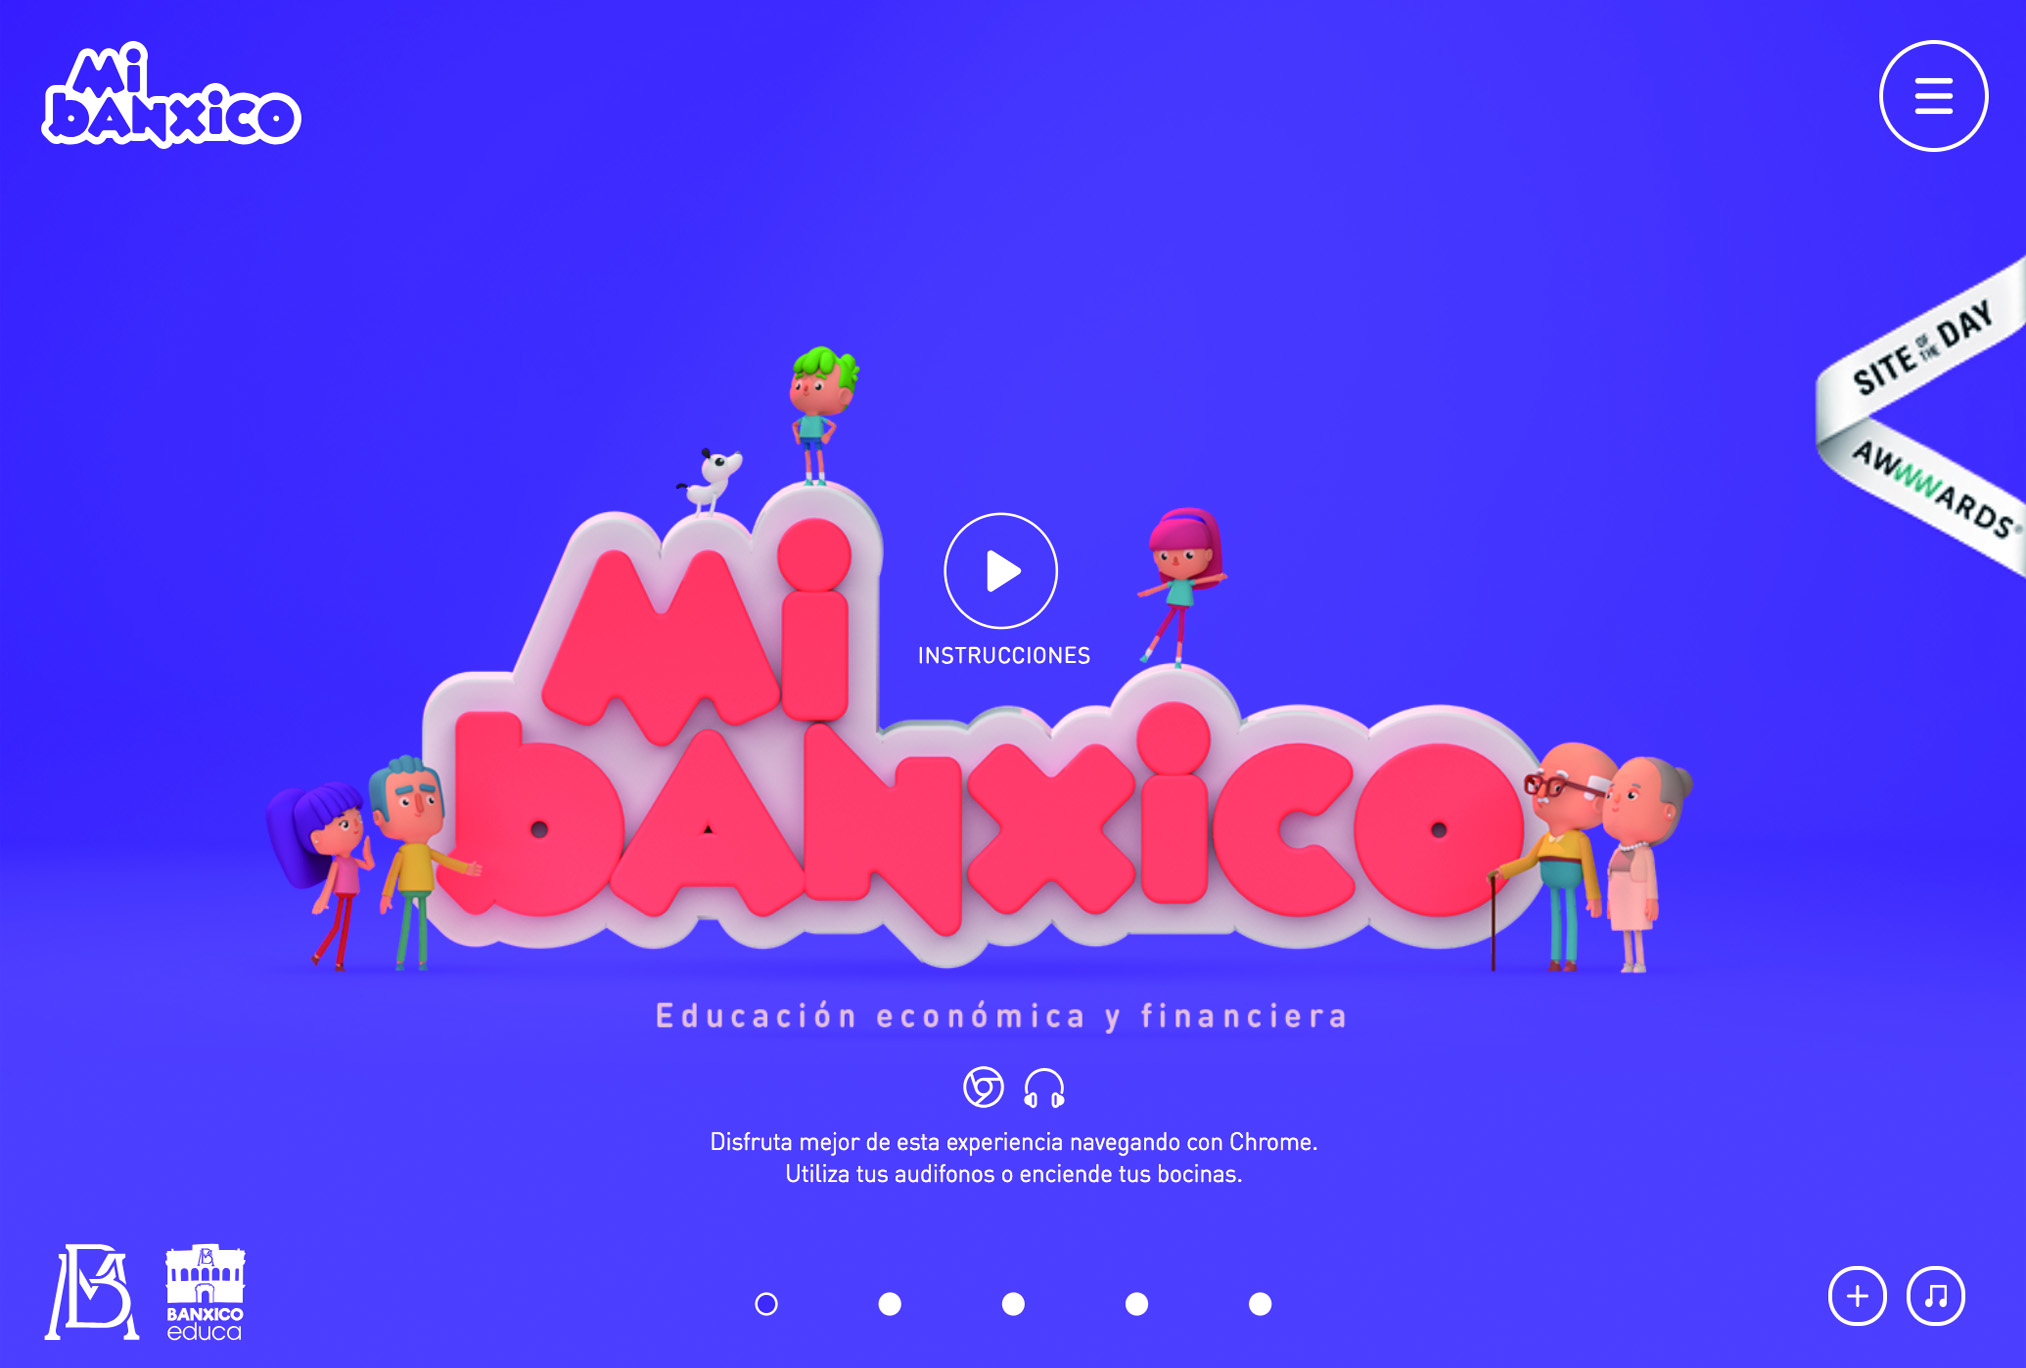 Mi
bANxico
SITE OF THE DAY
AWWWARDS®
Mi
bANxico
INSTRUCCIONES
Educación económica y financiera
Disfruta mejor de esta experiencia navegando con Chrome.
Utiliza tus audifonos o enciende tus bocinas.
BM
BANXICO
educa